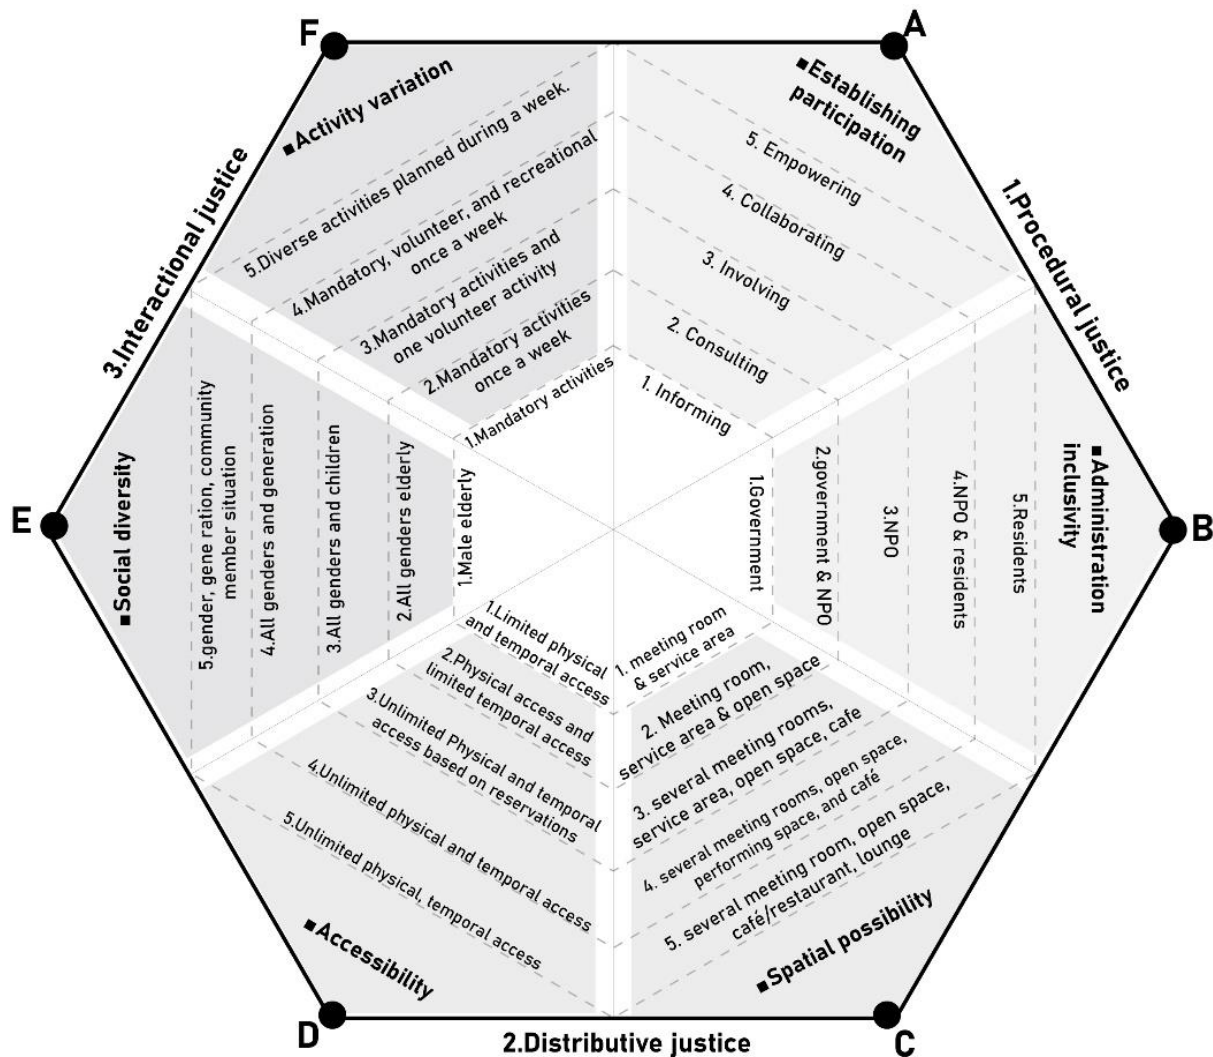 F
A
■Activity variation
5.Diverse activities planned during a week.
4.Mandatory, volunteer, and recreational
once a week
3.Mandatory activities and
one volunteer activity
2.Mandatory activities
once a week
1.Mandatory activities
■Establishing
participation
5. Empowering
4. Collaborating
3. Involving
2. Consulting
1. Informing
3.Interactional justice
1.Procedural justice
E
■Social diversity
5.gender, gene ration, community
member situation
4.All genders and generation
3.All genders and children
2.All genders elderly
1.Male elderly
1.Government
2.government & NPO
3.NPO
4.NPO & residents
5.Residents
■Administration
inclusivity
B
1.Limited physical
and temporal access
2.Physical access and
limited temporal access
3.Unlimited Physical and temporal
access based on reservations
4.Unlimited physical and temporal access
5.Unlimited physical, temporal access
■Accessibility
1. meeting room
& service area
2. Meeting room,
service area & open space
3. several meeting rooms,
service area, open space, cafe
4. several meeting rooms, open space,
performing space, and café
5. several meeting room, open space,
café/restaurant, lounge
■Spatial possibility
D
2.Distributive justice
C